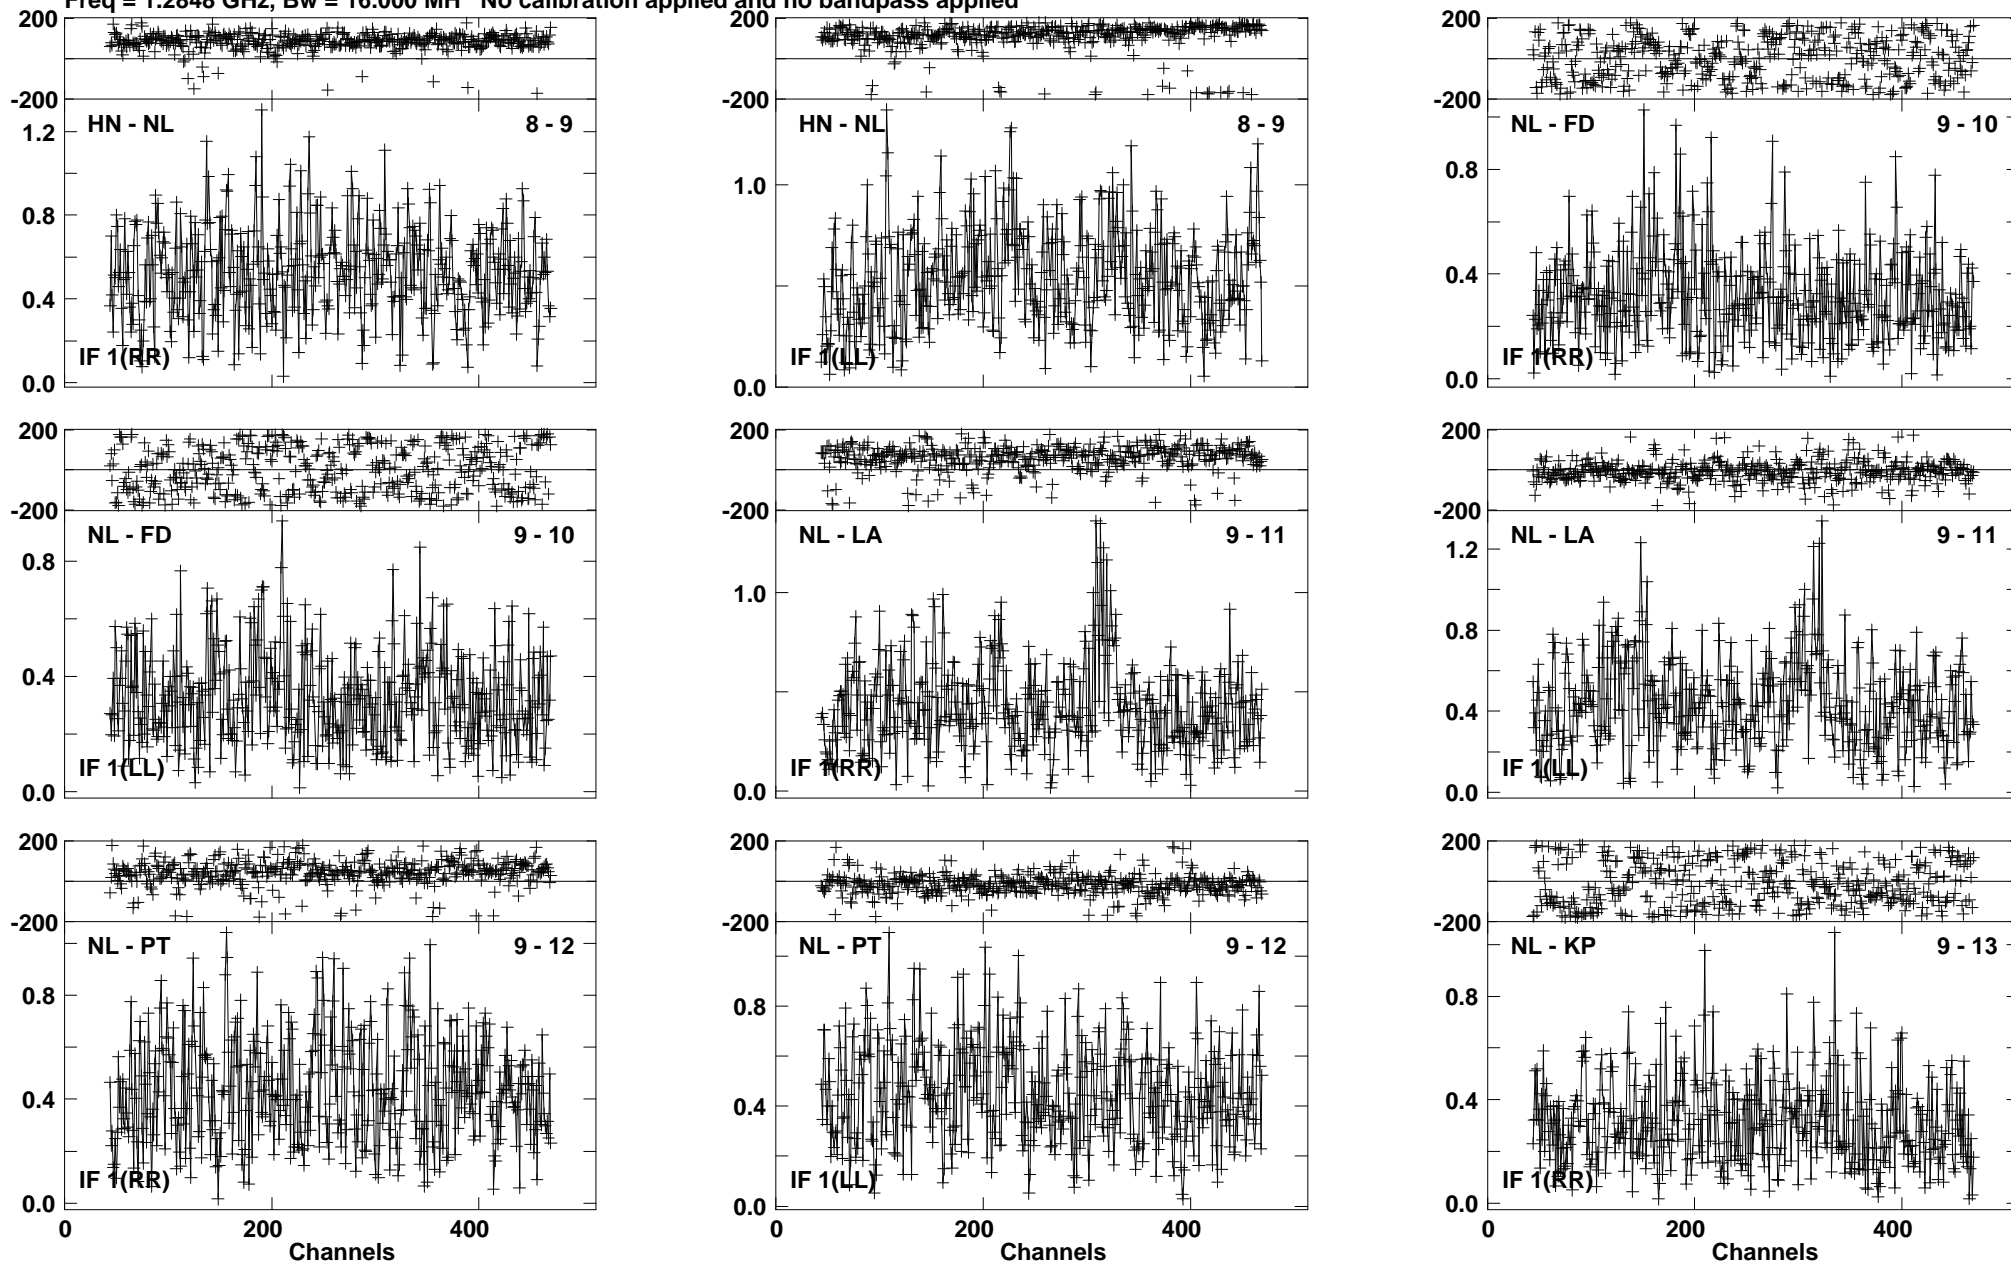 Freq = 1.2848 GHz, Bw = 16.000 MH No calibration applied and no bandpass applied
200
-200
HN - NL 8 - 9
1.2
0.8
0.4
0.0
IF 1(RR)
200
-200
HN - NL 8 - 9
1.0
0.0
IF 1(LL)
200
-200
NL - FD 9 - 10
0.8
0.4
0.0
IF 1(RR)
200
-200
NL - FD 9 - 10
0.8
0.4
0.0
IF 1(LL)
200
-200
NL - LA 9 - 11
1.0
0.0
IF 1(RR)
200
-200
NL - LA 9 - 11
1.2
0.8
0.4
0.0
IF 1(LL)
200
-200
NL - PT 9 - 12
0.8
0.4
0.0
IF 1(RR)
0 200 400
Channels
200
-200
NL - PT 9 - 12
0.8
0.4
0.0
IF 1(LL)
0 200 400
Channels
200
-200
NL - KP 9 - 13
0.8
0.4
0.0
IF 1(RR)
0 200 400
Channels